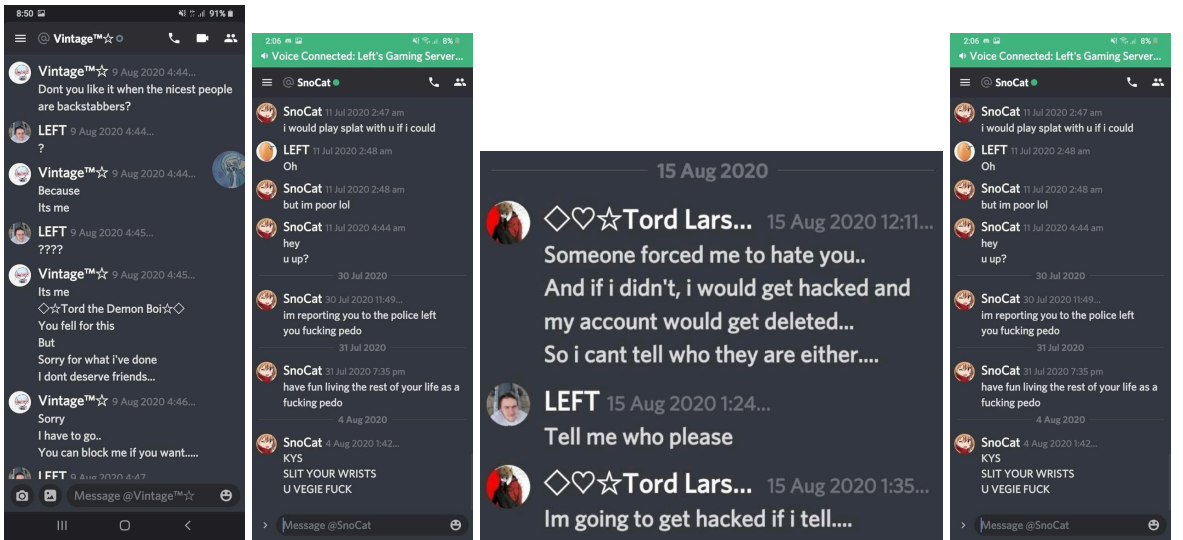 8:50
91%
@ Vintage™☆
Vintage™☆ 9 Aug 2020 4:44...
Dont you like it when the nicest people
are backstabbers?
LEFT 9 Aug 2020 4:44...
?
Vintage™☆ 9 Aug 2020 4:44...
Because
Its me
LEFT 9 Aug 2020 4:45...
????
Vintage™☆ 9 Aug 2020 4:45...
Its me
◇☆Tord the Demon Boi☆◇
You fell for this
But
Sorry for what i've done
I dont deserve friends...
Vintage™☆ 9 Aug 2020 4:46...
Sorry
I have to go..
You can block me if you want.....
LEFT 9 Aug 2020 4:47
Message @Vintage™☆
2:06
8%
Voice Connected: Left's Gaming Server...
@ SnoCat
SnoCat 11 Jul 2020 2:47 am
i would play splat with u if i could
LEFT 11 Jul 2020 2:48 am
Oh
SnoCat 11 Jul 2020 2:48 am
but im poor lol
SnoCat 11 Jul 2020 4:44 am
hey
u up?
30 Jul 2020
SnoCat 30 Jul 2020 11:49...
im reporting you to the police left
you fucking pedo
31 Jul 2020
SnoCat 31 Jul 2020 7:35 pm
have fun living the rest of your life as a
fucking pedo
4 Aug 2020
SnoCat 4 Aug 2020 1:42...
KYS
SLIT YOUR WRISTS
U VEGIE FUCK
Message @SnoCat
15 Aug 2020
◇♡☆Tord Lars... 15 Aug 2020 12:11...
Someone forced me to hate you..
And if i didn't, i would get hacked and
my account would get deleted...
So i cant tell who they are either....
LEFT 15 Aug 2020 1:24...
Tell me who please
◇♡☆Tord Lars... 15 Aug 2020 1:35...
Im going to get hacked if i tell....
2:06
8%
Voice Connected: Left's Gaming Server...
@ SnoCat
SnoCat 11 Jul 2020 2:47 am
i would play splat with u if i could
LEFT 11 Jul 2020 2:48 am
Oh
SnoCat 11 Jul 2020 2:48 am
but im poor lol
SnoCat 11 Jul 2020 4:44 am
hey
u up?
30 Jul 2020
SnoCat 30 Jul 2020 11:49...
im reporting you to the police left
you fucking pedo
31 Jul 2020
SnoCat 31 Jul 2020 7:35 pm
have fun living the rest of your life as a
fucking pedo
4 Aug 2020
SnoCat 4 Aug 2020 1:42...
KYS
SLIT YOUR WRISTS
U VEGIE FUCK
Message @SnoCat